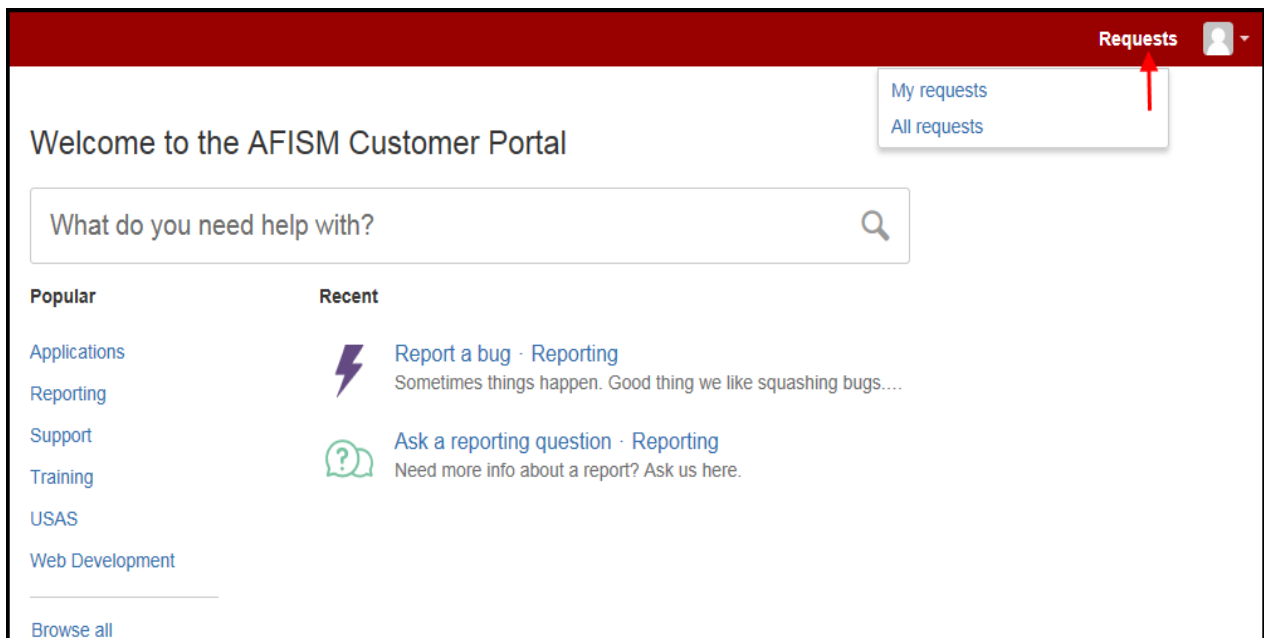 Requests
My requests
All requests
Welcome to the AFISM Customer Portal
What do you need help with?
Popular
Applications
Reporting
Support
Training
USAS
Web Development
Browse all
Recent
Report a bug · Reporting
Sometimes things happen. Good thing we like squashing bugs....
Ask a reporting question · Reporting
Need more info about a report? Ask us here.